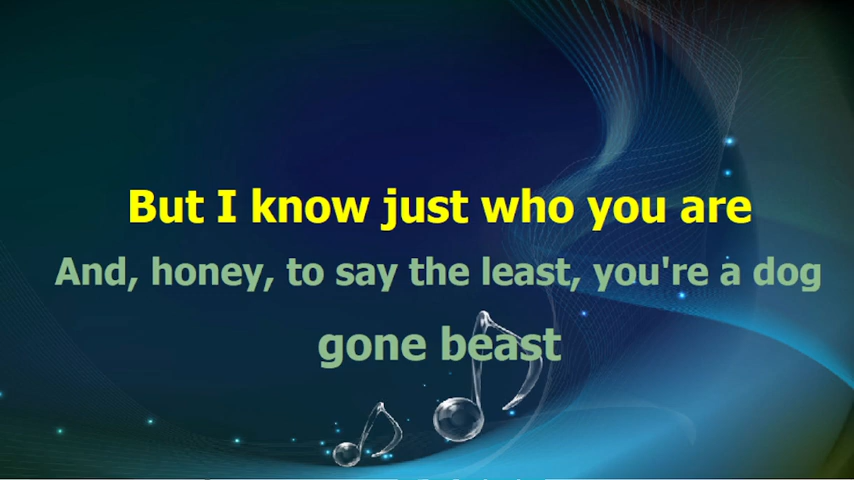 But I know just who you are
And, honey, to say the least, you're a dog
gone beast